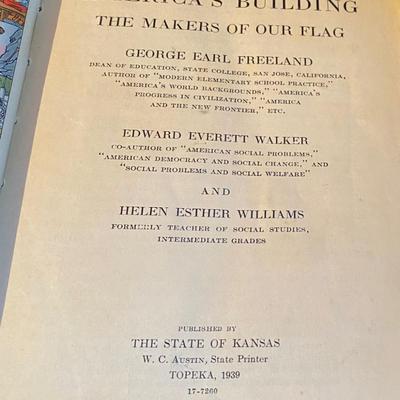 AMERICA'S BUILDING
THE MAKERS OF OUR FLAG
GEORGE EARL FREELAND
DEAN OF EDUCATION, STATE COLLEGE, SAN JOSE, CALIFORNIA,
AUTHOR OF "MODERN ELEMENTARY SCHOOL PRACTICE,"
"AMERICA'S WORLD BACKGROUNDS," "AMERICA'S
PROGRESS IN CIVILIZATION," "AMERICA
AND THE NEW FRONTIER," ETC.
EDWARD EVERETT WALKER
CO-AUTHOR OF "AMERICAN SOCIAL PROBLEMS,"
"AMERICAN DEMOCRACY AND SOCIAL CHANGE," AND
"SOCIAL PROBLEMS AND SOCIAL WELFARE"
AND
HELEN ESTHER WILLIAMS
FORMERLY TEACHER OF SOCIAL STUDIES,
INTERMEDIATE GRADES
PUBLISHED BY
THE STATE OF KANSAS
W. C. AUSTIN, State Printer
TOPEKA, 1939
17-7260